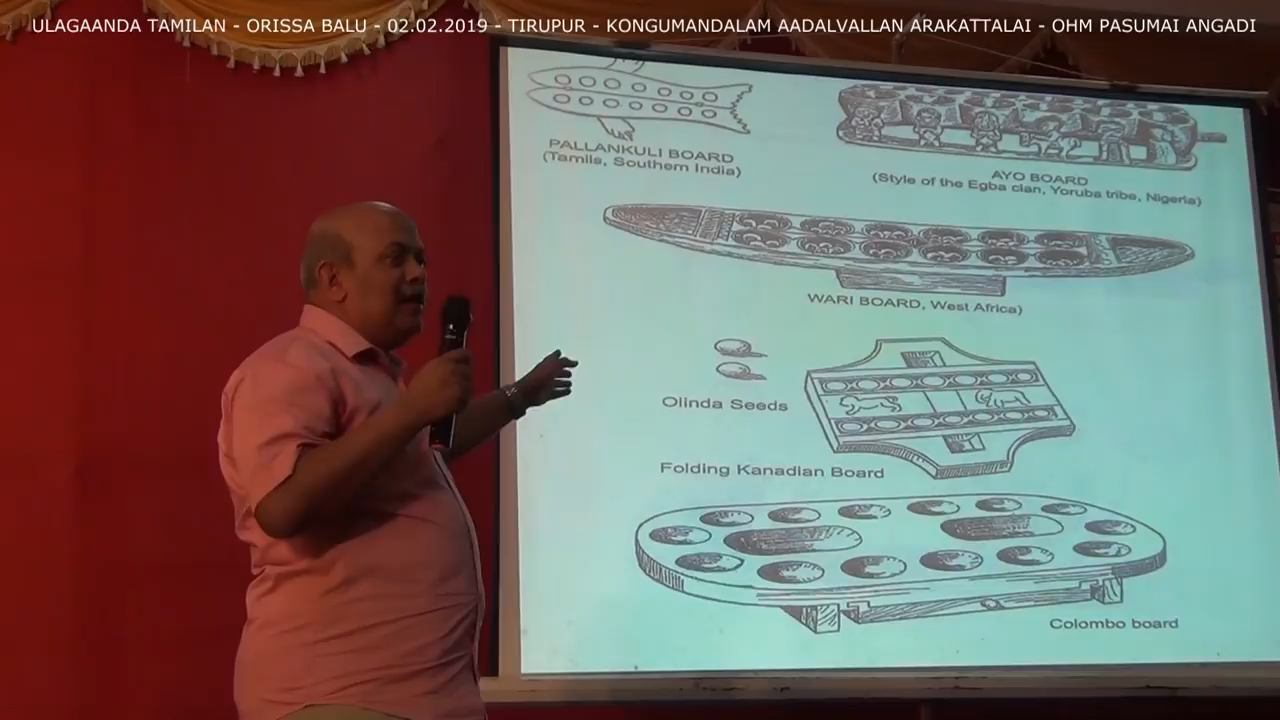 ULAGAANDA TAMILAN - ORISSA BALU - 02.02.2019 - TIRUPUR - KONGUMANDALAM AADALVALLAN ARAKATTALAI - OHM PASUMAI ANGADI
PALLANKULI BOARD
(Tamils, Southern India)
AYO BOARD
(Style of the Egba clan, Yoruba tribe, Nigeria)
WARI BOARD, West Africa)
Olinda Seeds
Folding Kanadian Board
Colombo board